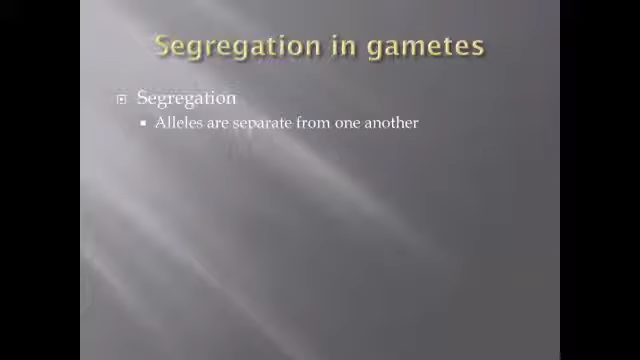 Segregation in gametes
Segregation
Alleles are separate from one another